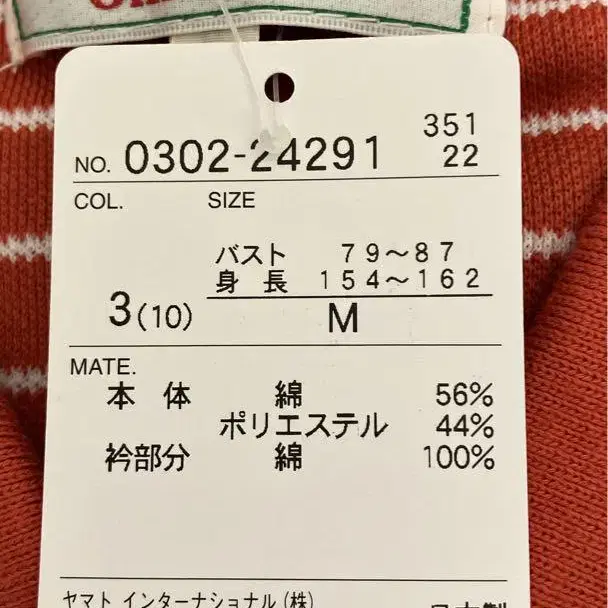 351
NO. 0302-24291 22
COL. SIZE
バスト 79～87
身長 154～162
3(10) M
MATE.
本体 綿 56%
ポリエステル 44%
衿部分 綿 100%
ヤマト インターナショナル(株)